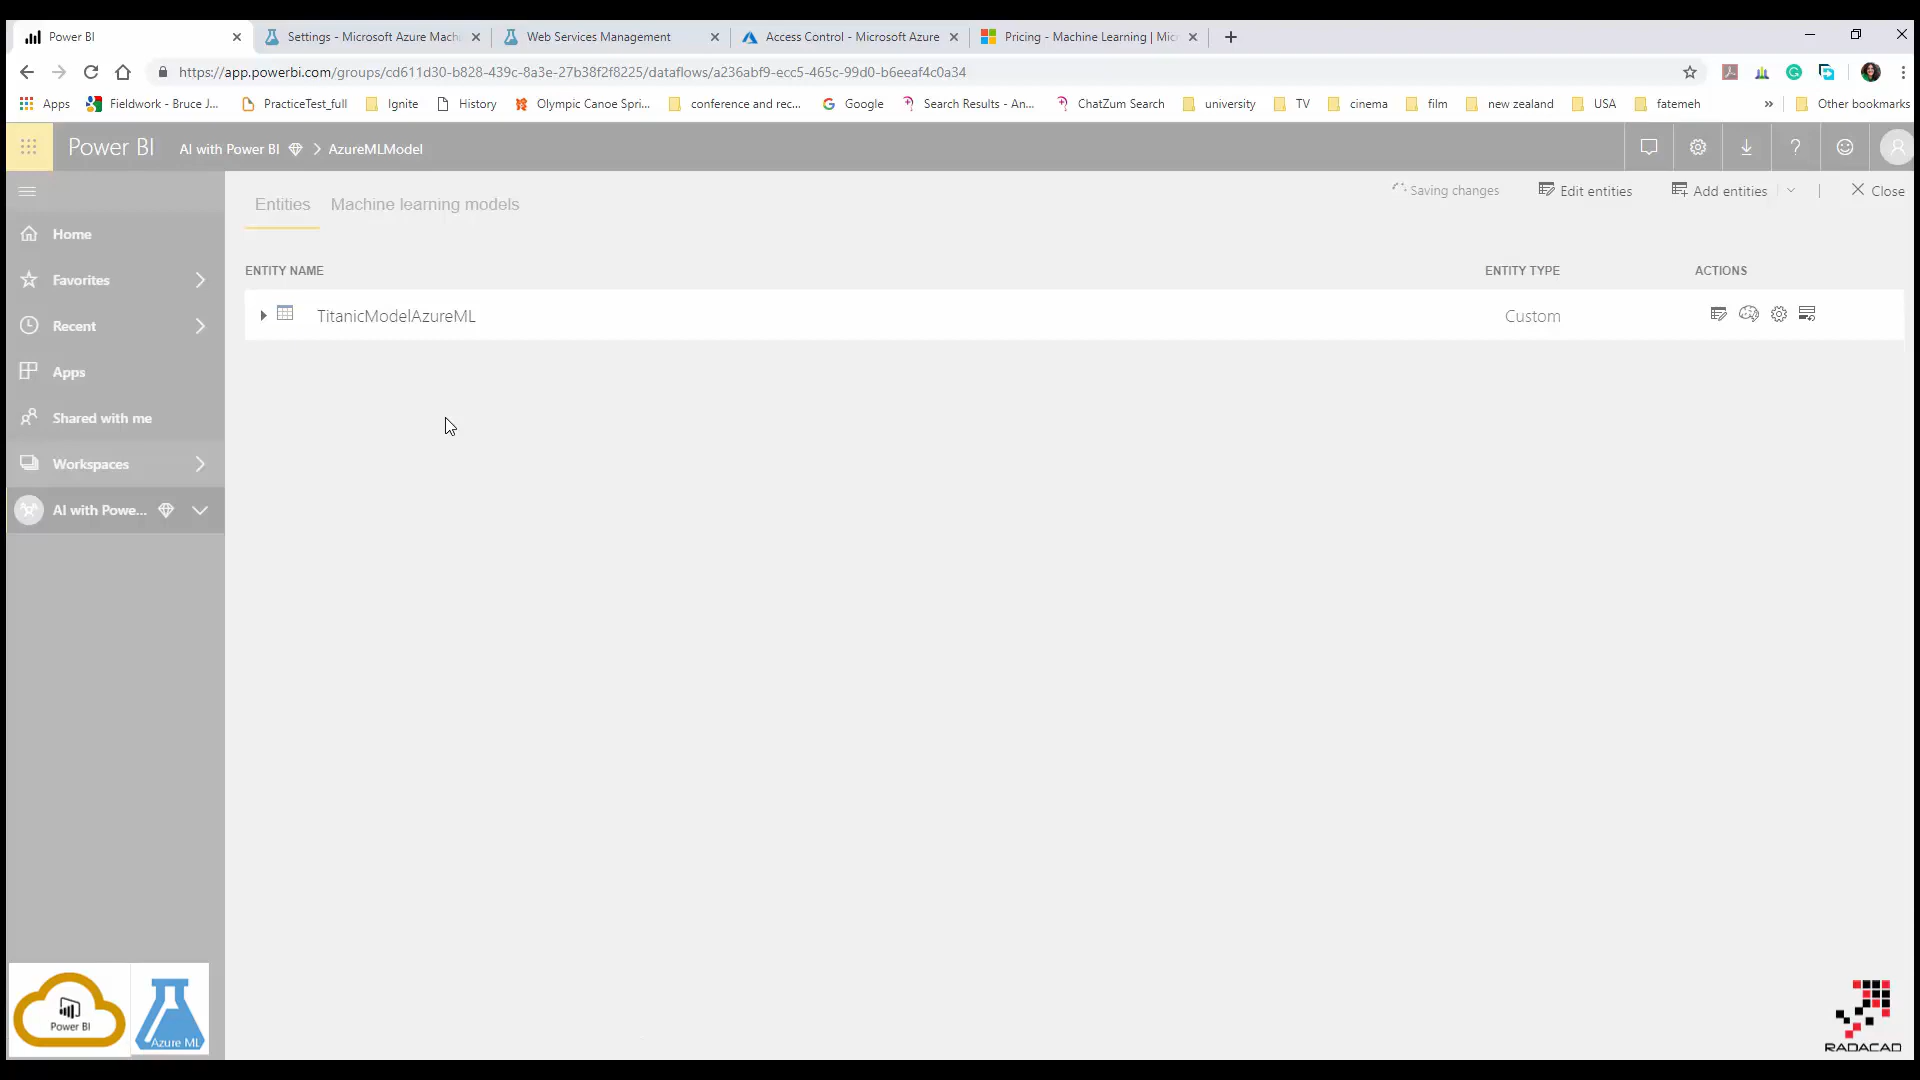 Power BI
Settings - Microsoft Azure Mach
Web Services Management
Access Control - Microsoft Azure
Pricing - Machine Learning | Mic
https://app.powerbi.com/groups/cd611d30-b828-439c-8a3e-27b38f2f8225/dataflows/a236abf9-ecc5-465c-99d0-b6eeaf4c0a34
Apps
Fieldwork - Bruce J...
PracticeTest_full
Ignite
History
Olympic Canoe Spri...
conference and rec...
Google
Search Results - An...
ChatZum Search
university
TV
cinema
film
new zealand
USA
fatemeh
»
Other bookmarks
Power BI
AI with Power BI
AzureMLModel
Entities
Machine learning models
Saving changes
Edit entities
Add entities
Close
Home
Favorites
Recent
Apps
Shared with me
Workspaces
AI with Powe...
ENTITY NAME
ENTITY TYPE
ACTIONS
TitanicModelAzureML
Custom
Power BI
Azure ML
RADACAD